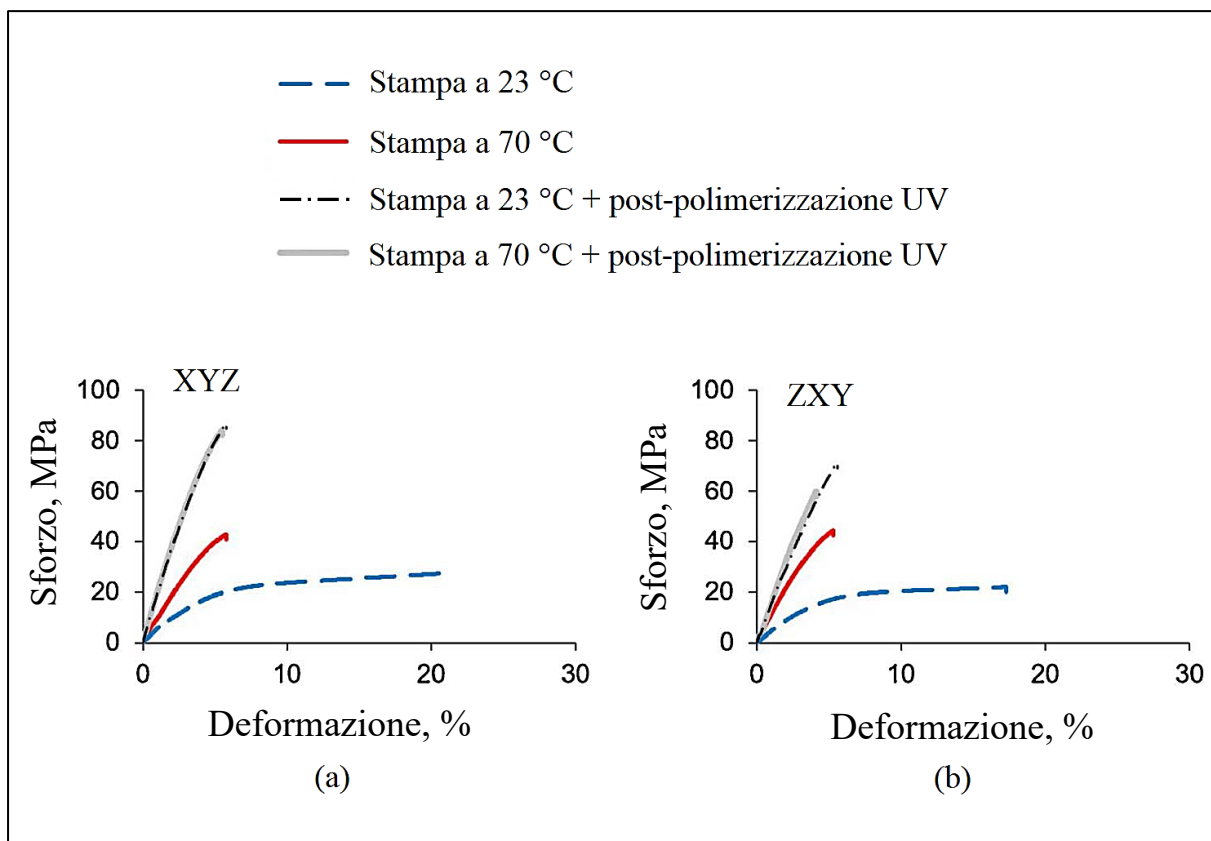 Stampa a 23 °C
Stampa a 70 °C
Stampa a 23 °C + post-polimerizzazione UV
Stampa a 70 °C + post-polimerizzazione UV
XYZ
100
80
60
40
20
0
0 10 20 30
Sforzo, MPa
Deformazione, %
(a)
ZXY
100
80
60
40
20
0
0 10 20 30
Sforzo, MPa
Deformazione, %
(b)